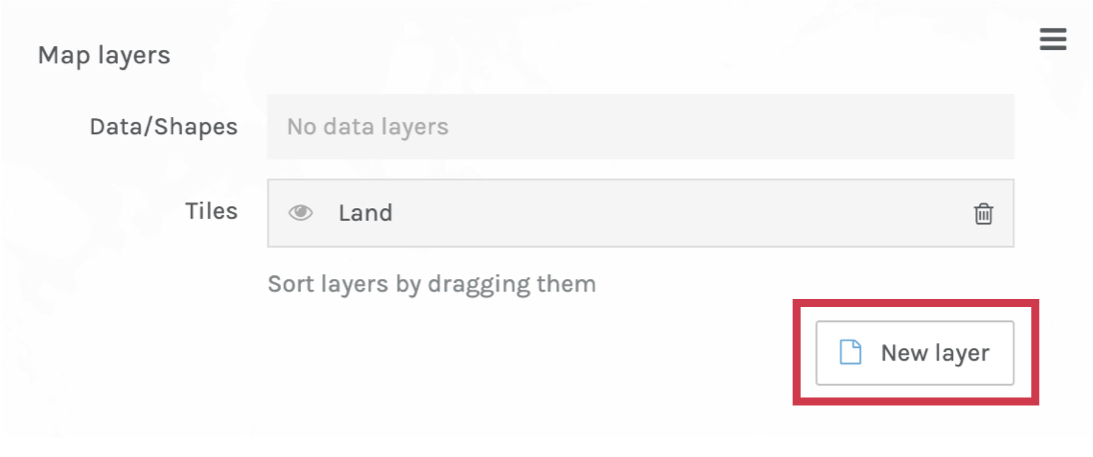 Map layers
Data/Shapes No data layers
Tiles Land
Sort layers by dragging them
New layer